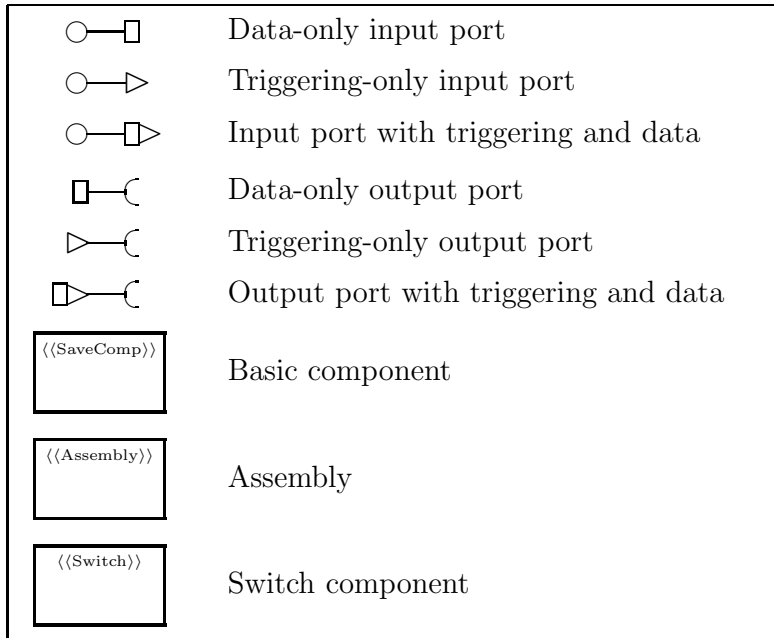 Data-only input port
Triggering-only input port
Input port with triggering and data
Data-only output port
Triggering-only output port
Output port with triggering and data
⟨⟨SaveComp⟩⟩
Basic component
⟨⟨Assembly⟩⟩
Assembly
⟨⟨Switch⟩⟩
Switch component